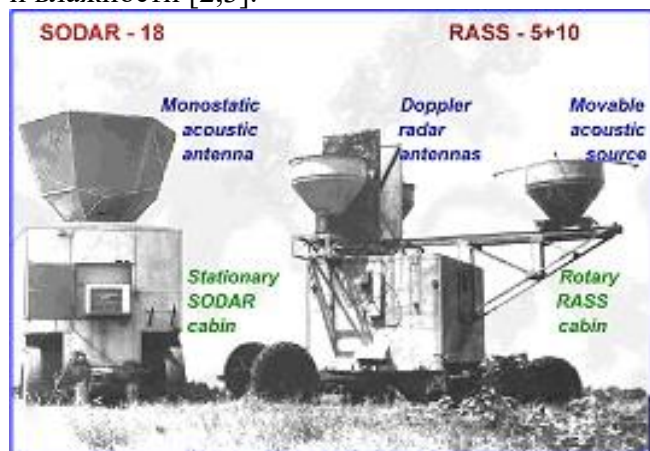 и влажности [2,3].
SODAR - 18
RASS - 5+10
Monostatic
acoustic
antenna
Doppler
radar
antennas
Movable
acoustic
source
Stationary
SODAR
cabin
Rotary
RASS
cabin